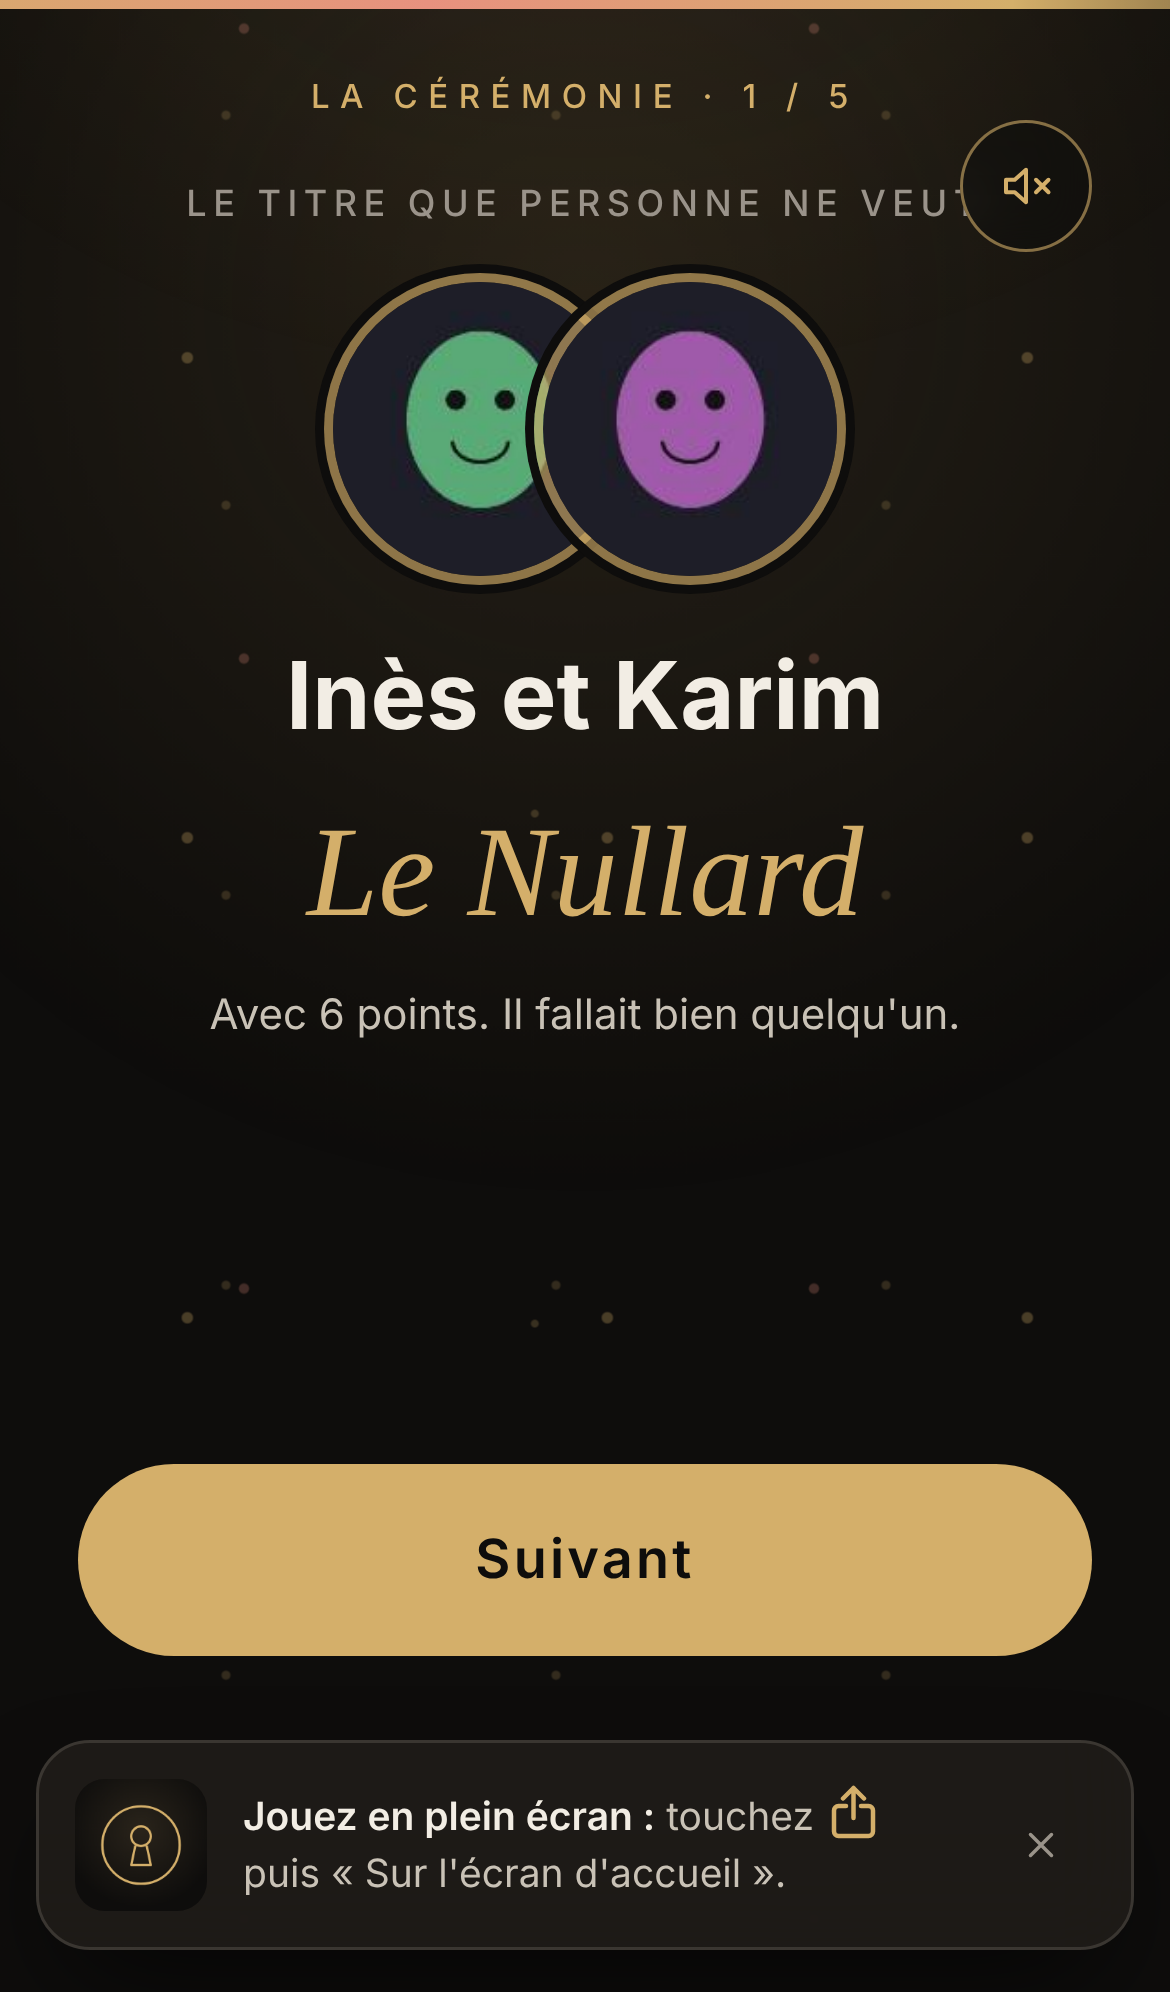 LA CÉRÉMONIE · 1 / 5
LE TITRE QUE PERSONNE NE VEUT
Inès et Karim
Le Nullard
Avec 6 points. Il fallait bien quelqu'un.
Suivant
Jouez en plein écran : touchez
puis « Sur l'écran d'accueil ».